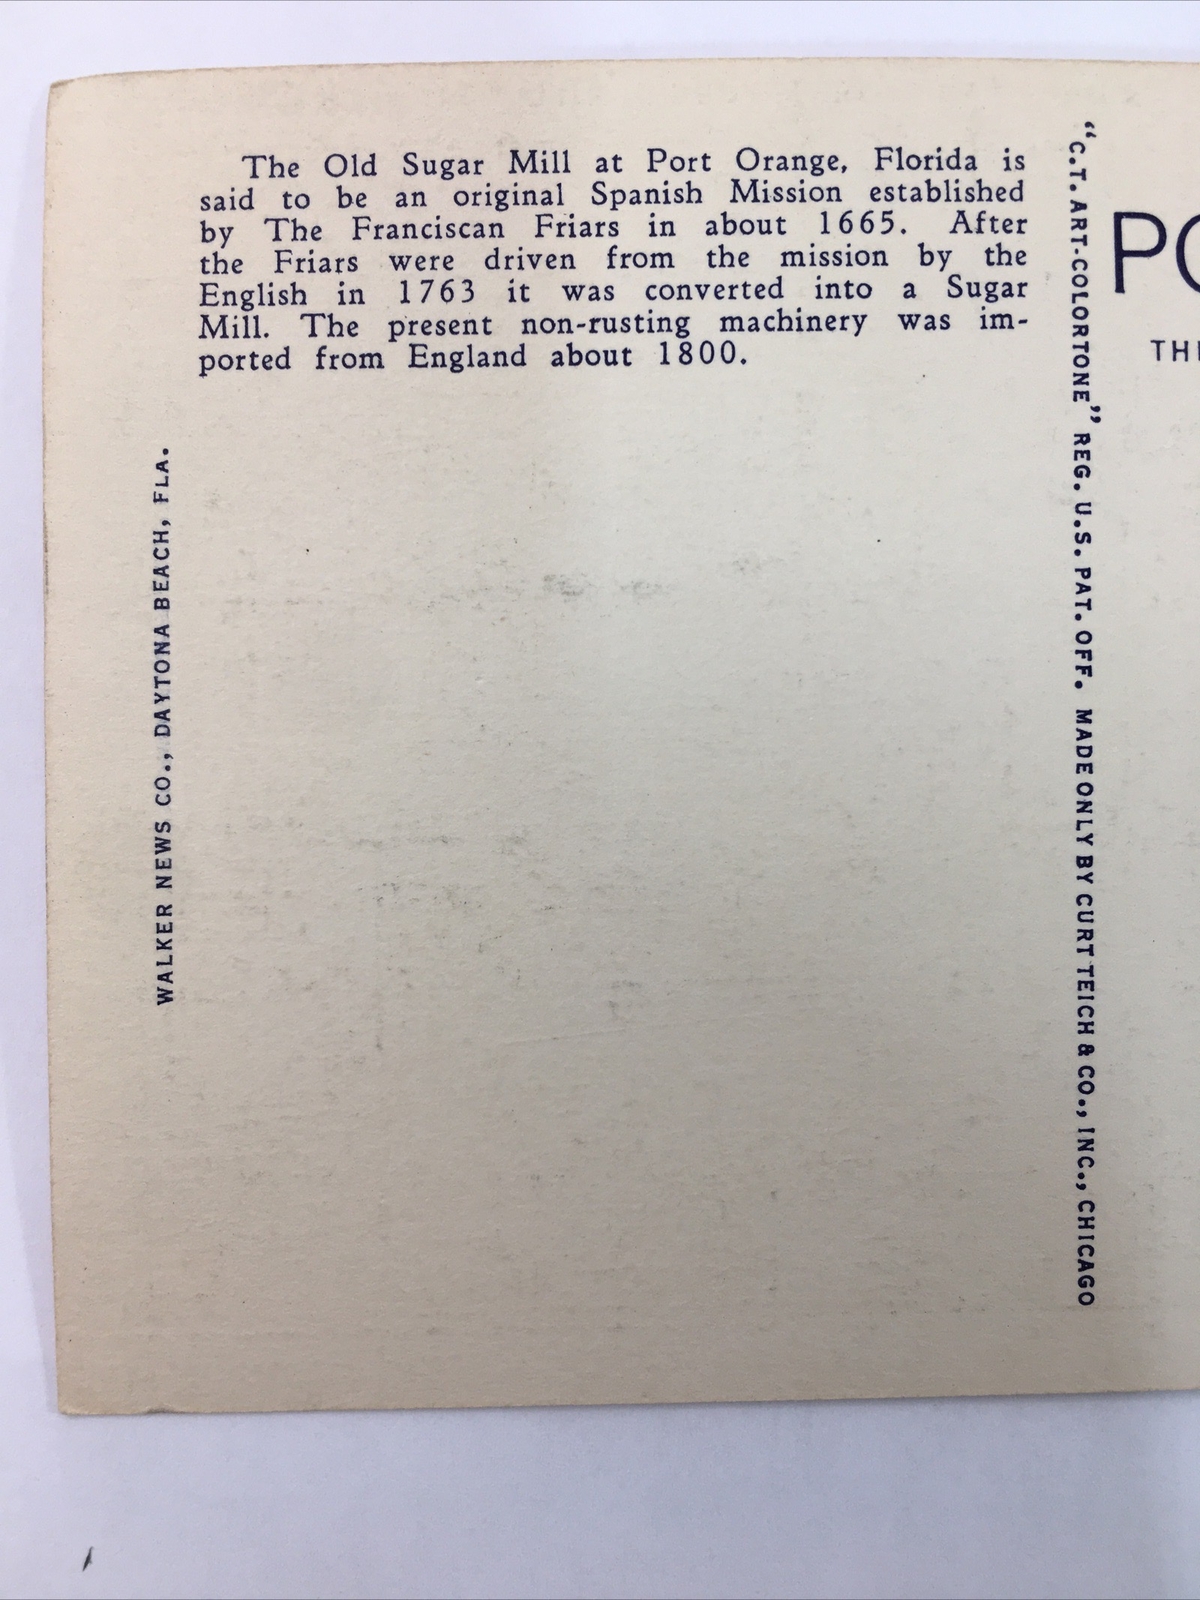 The Old Sugar Mill at Port Orange, Florida is
said to be an original Spanish Mission established
by The Franciscan Friars in about 1665. After
the Friars were driven from the mission by the
English in 1763 it was converted into a Sugar
Mill. The present non-rusting machinery was im-
ported from England about 1800.
WALKER NEWS CO., DAYTONA BEACH, FLA.
"C.T. ART-COLORTONE" REG. U.S. PAT. OFF. MADE ONLY BY CURT TEICH & CO., INC., CHICAGO